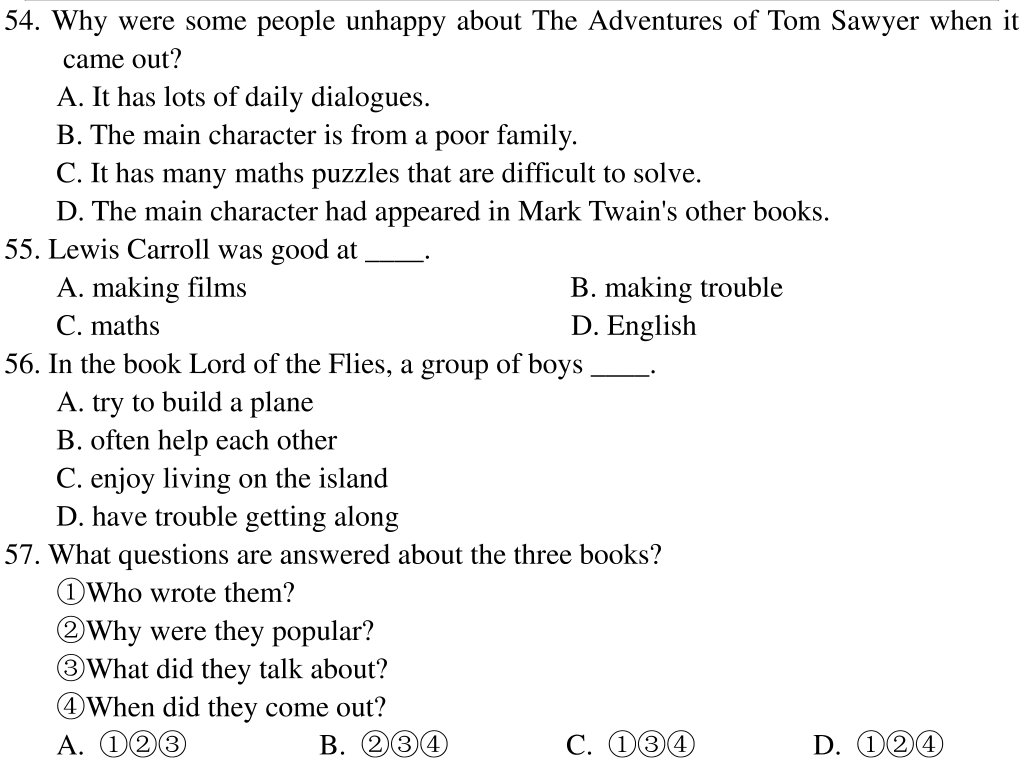 54. Why were some people unhappy about The Adventures of Tom Sawyer when it
came out?
A. It has lots of daily dialogues.
B. The main character is from a poor family.
C. It has many maths puzzles that are difficult to solve.
D. The main character had appeared in Mark Twain's other books.
55. Lewis Carroll was good at ____.
A. making films B. making trouble
C. maths D. English
56. In the book Lord of the Flies, a group of boys ____.
A. try to build a plane
B. often help each other
C. enjoy living on the island
D. have trouble getting along
57. What questions are answered about the three books?
①Who wrote them?
②Why were they popular?
③What did they talk about?
④When did they come out?
A. ①②③ B. ②③④ C. ①③④ D. ①②④